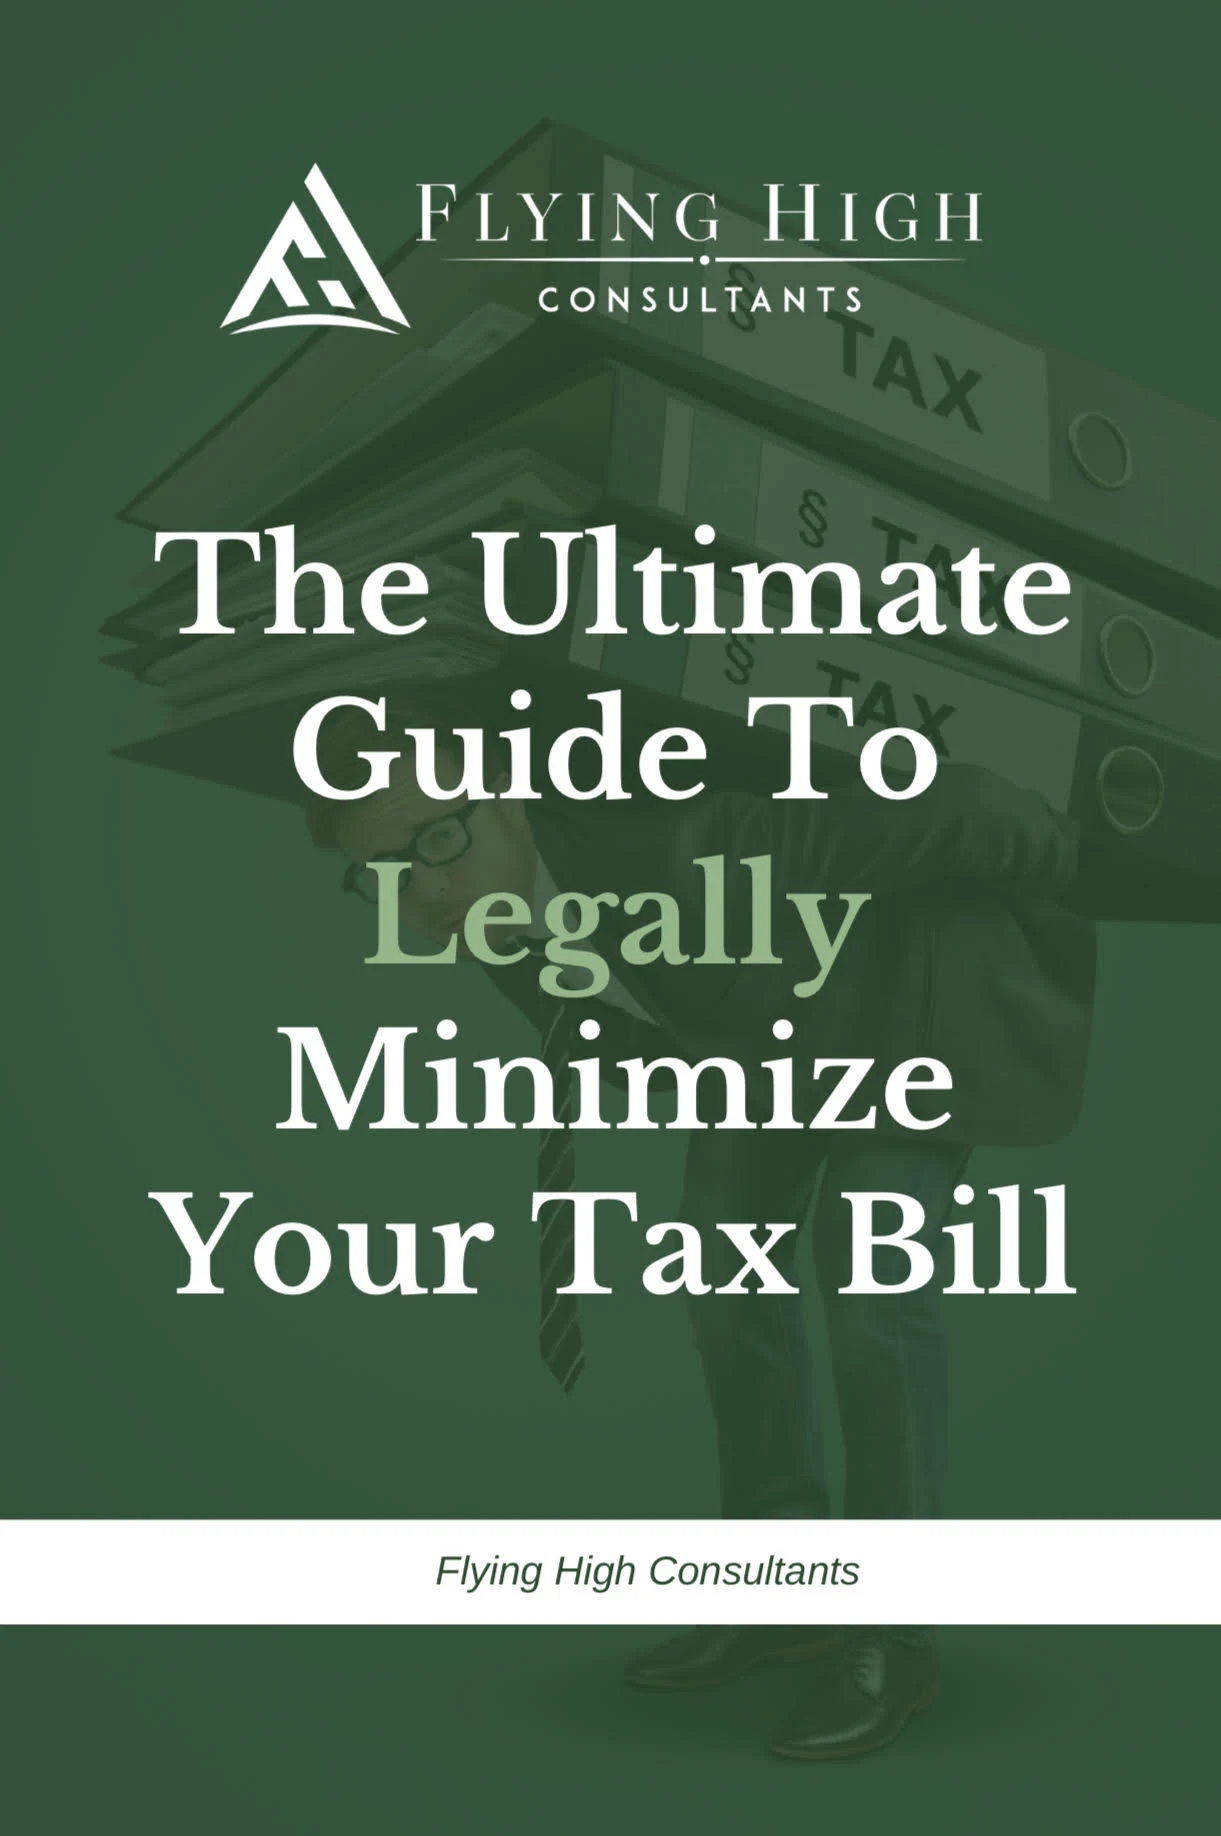 FLYING HIGH
CONSULTANTS
§ TAX
§ TAX
§ TAX
The Ultimate
Guide To
Legally
Minimize
Your Tax Bill
Flying High Consultants